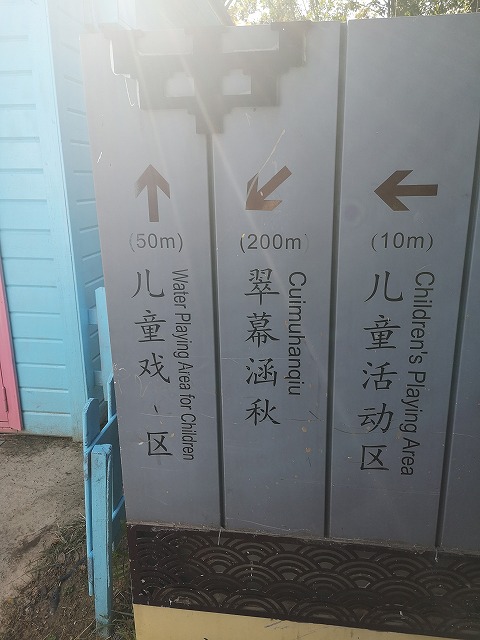 (50m)
儿童戏、区
Water Playing Area for Children
(200m)
翠幕涵秋
Cuimuhanqiu
(10m)
儿童活动区
Children's Playing Area